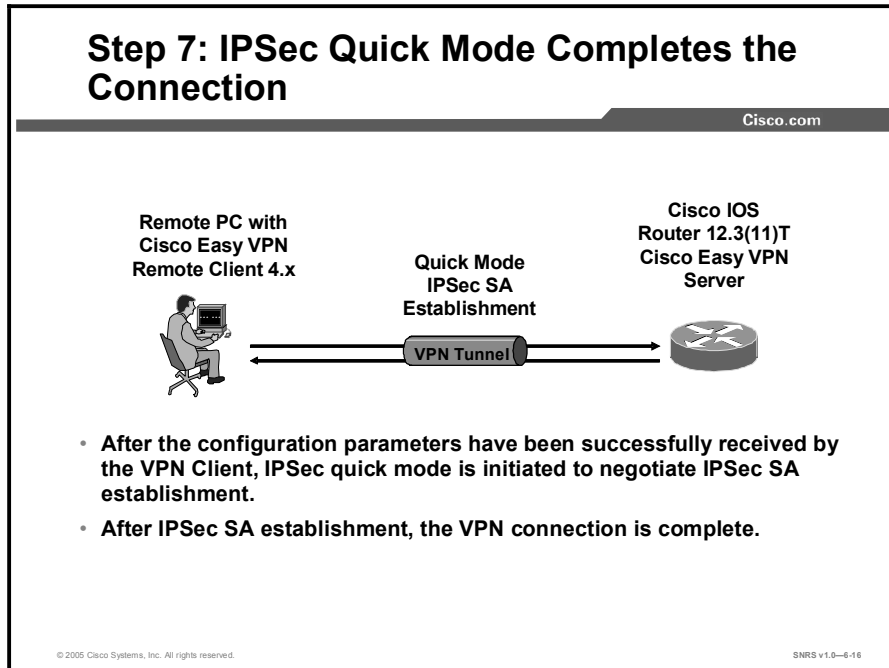 Step 7: IPSec Quick Mode Completes the
Connection
Cisco.com
Remote PC with
Cisco Easy VPN
Remote Client 4.x
Quick Mode
IPSec SA
Establishment
Cisco IOS
Router 12.3(11)T
Cisco Easy VPN
Server
VPN Tunnel
• After the configuration parameters have been successfully received by
the VPN Client, IPSec quick mode is initiated to negotiate IPSec SA
establishment.
• After IPSec SA establishment, the VPN connection is complete.
© 2005 Cisco Systems, Inc. All rights reserved.
SNRS v1.0—6-16